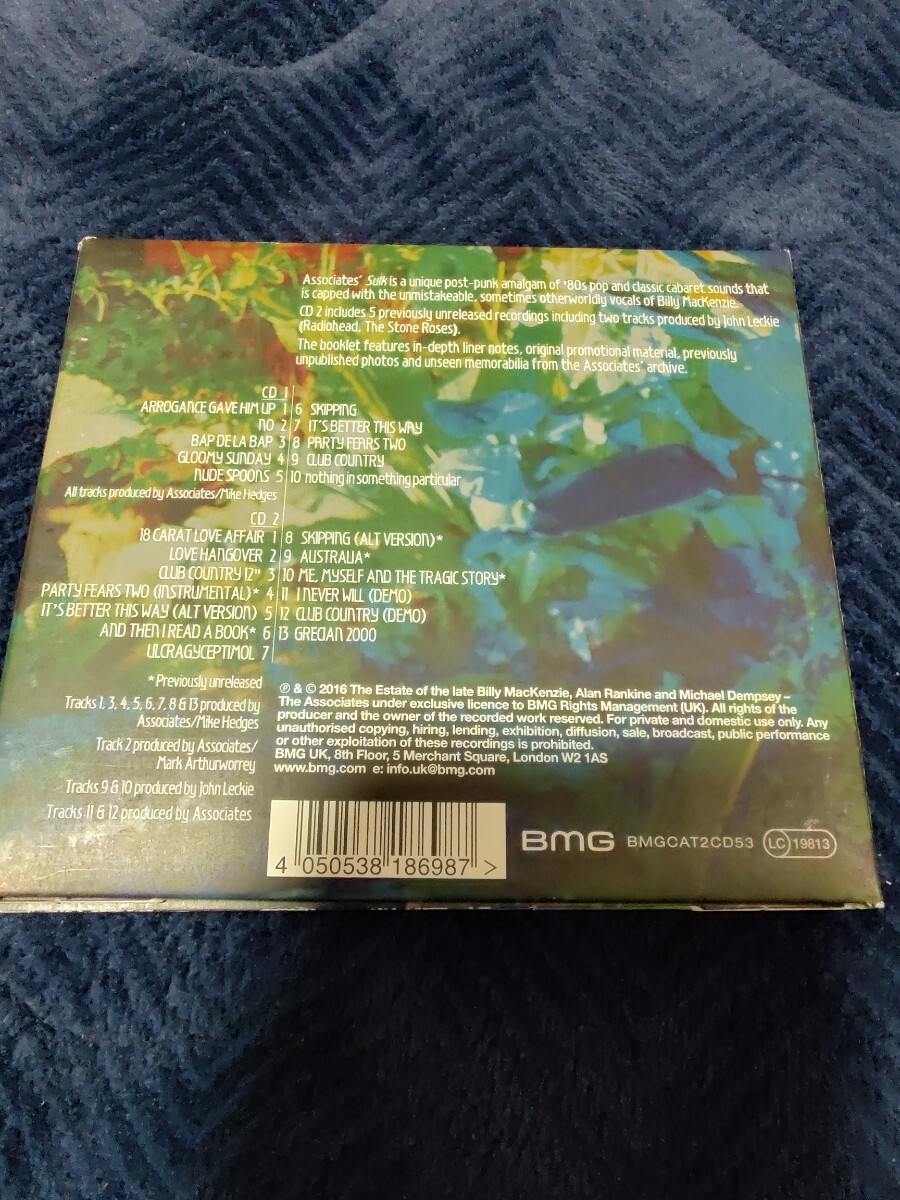 Associates' Sulk is a unique post-punk amalgam of '80s pop and classic cabaret sounds that
is capped with the unmistakeable, sometimes otherworldly vocals of Billy MacKenzie.
CD 2 includes 5 previously unreleased recordings including two tracks produced by John Leckie
(Radiohead, The Stone Roses).
The booklet features in-depth liner notes, original promotional material, previously
unpublished photos and unseen memorabilia from the Associates' archive.
CD 1
ARROGANCE GAVE HIM UP 1
NO 2
BAP DE LA BAP 3
GLOOMY SUNDAY 4
NUDE SPOONS 5
6 SKIPPING
7 IT'S BETTER THIS WAY
8 PARTY FEARS TWO
9 CLUB COUNTRY
10 nothing in something particular
All tracks produced by Associates/Mike Hedges
CD 2
18 CARAT LOVE AFFAIR 1
LOVE HANGOVER 2
CLUB COUNTRY 12" 3
PARTY FEARS TWO (INSTRUMENTAL)* 4
IT'S BETTER THIS WAY (ALT VERSION) 5
AND THEN I READ A BOOK* 6
ULCRAGYCEPTIMOL 7
8 SKIPPING (ALT VERSION)*
9 AUSTRALIA*
10 ME, MYSELF AND THE TRAGIC STORY*
11 I NEVER WILL (DEMO)
12 CLUB COUNTRY (DEMO)
13 GRECIAN 2000
* Previously unreleased
Tracks 1, 3, 4, 5, 6, 7, 8 & 13 produced by
Associates/Mike Hedges
Track 2 produced by Associates/
Mark Arthurworrey
Tracks 9 & 10 produced by John Leckie
Tracks 11 & 12 produced by Associates
℗ & © 2016 The Estate of the late Billy MacKenzie, Alan Rankine and Michael Dempsey –
The Associates under exclusive licence to BMG Rights Management (UK). All rights of the
producer and the owner of the recorded work reserved. For private and domestic use only. Any
unauthorised copying, hiring, lending, exhibition, diffusion, sale, broadcast, public performance
or other exploitation of these recordings is prohibited.
BMG UK, 8th Floor, 5 Merchant Square, London W2 1AS
www.bmg.com e: info.uk@bmg.com
4 050538 186987 >
BMG BMGCAT2CD53 LC 19813